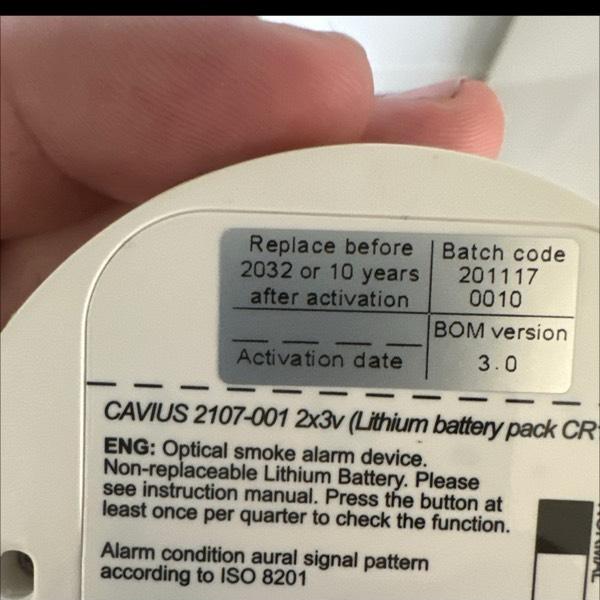 Replace before
2032 or 10 years
after activation
Batch code
201117
0010
BOM version
3.0
Activation date
CAVIUS 2107-001 2x3v (Lithium battery pack CR
ENG: Optical smoke alarm device.
Non-replaceable Lithium Battery. Please
see instruction manual. Press the button at
least once per quarter to check the function.
Alarm condition aural signal pattern
according to ISO 8201